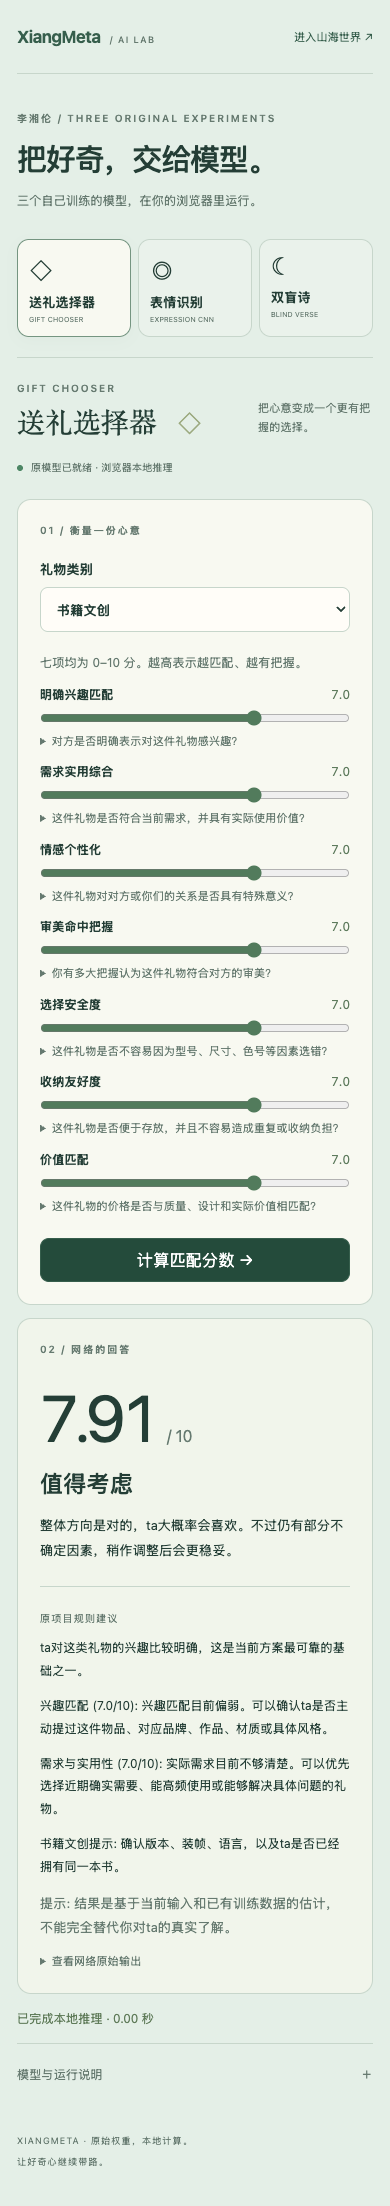 XiangMeta / AI LAB 进入山海世界 ↗
李湘伦 / THREE ORIGINAL EXPERIMENTS
把好奇，交给模型。
三个自己训练的模型，在你的浏览器里运行。
送礼选择器 表情识别 双盲诗
GIFT CHOOSER EXPRESSION CNN BLIND VERSE
GIFT CHOOSER
送礼选择器
把心意变成一个更有把
握的选择。
原模型已就绪 · 浏览器本地推理
01 / 衡量一份心意
礼物类别
书籍文创
七项均为 0–10 分。越高表示越匹配、越有把握。
明确兴趣匹配 7.0
对方是否明确表示对这件礼物感兴趣?
需求实用综合 7.0
这件礼物是否符合当前需求，并具有实际使用价值?
情感个性化 7.0
这件礼物对对方或你们的关系是否具有特殊意义?
审美命中把握 7.0
你有多大把握认为这件礼物符合对方的审美?
选择安全度 7.0
这件礼物是否不容易因为型号、尺寸、色号等因素选错?
收纳友好度 7.0
这件礼物是否便于存放，并且不容易造成重复或收纳负担?
价值匹配 7.0
这件礼物的价格是否与质量、设计和实际价值相匹配?
计算匹配分数 →
02 / 网络的回答
7.91 / 10
值得考虑
整体方向是对的，ta大概率会喜欢。不过仍有部分不
确定因素，稍作调整后会更稳妥。
原项目规则建议
ta对这类礼物的兴趣比较明确，这是当前方案最可靠的基
础之一。
兴趣匹配 (7.0/10): 兴趣匹配目前偏弱。可以确认ta是否主
动提过这件物品、对应品牌、作品、材质或具体风格。
需求与实用性 (7.0/10): 实际需求目前不够清楚。可以优先
选择近期确实需要、能高频使用或能够解决具体问题的礼
物。
书籍文创提示: 确认版本、装帧、语言，以及ta是否已经
拥有同一本书。
提示: 结果是基于当前输入和已有训练数据的估计，
不能完全替代你对ta的真实了解。
查看网络原始输出
已完成本地推理 · 0.00 秒
模型与运行说明 +
XIANGMETA · 原始权重，本地计算。
让好奇心继续带路。